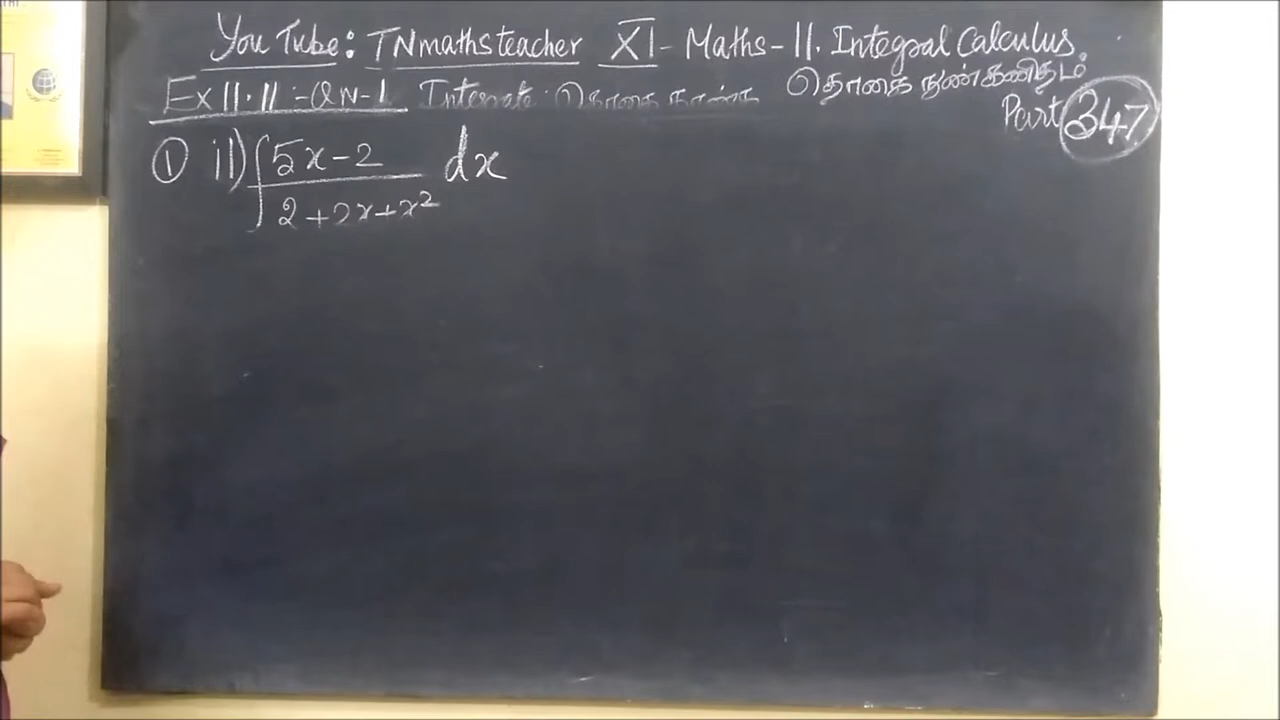 You Tube: TNmathsteacher XI- Maths- 11. Integral Calculus.
தொகை நுண்கணிதம்
Ex 11.11 :- QN-1 Integrate: தொகை காண்க
Part 347
① ii) ∫ 5x-2 / 2+2x+x² dx